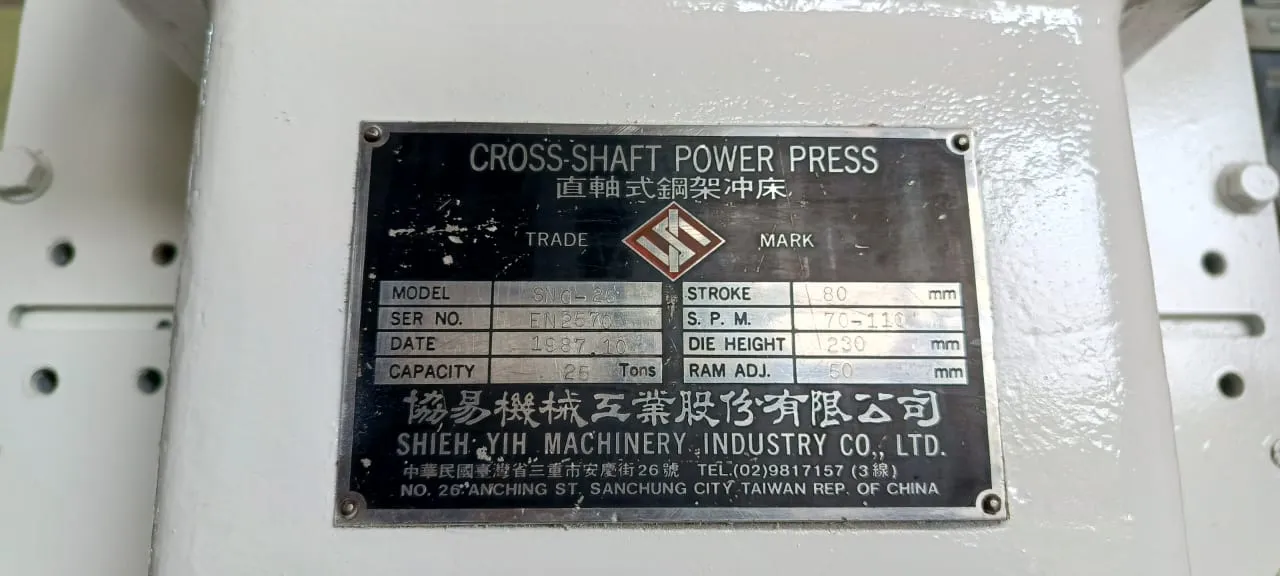 CROSS-SHAFT POWER PRESS
直軸式鋼架冲床
TRADE MARK
MODEL
STROKE 80 mm
SER NO.
S. P. M. 70-110
DATE 1987.10
DIE HEIGHT 230 mm
CAPACITY 25 Tons
RAM ADJ. 50 mm
協易機械工業股份有限公司
SHIEH YIH MACHINERY INDUSTRY CO., LTD.
中華民國臺灣省三重市安慶街26號 TEL.(02)9817157 (3線)
NO. 26 ANCHING ST. SANCHUNG CITY TAIWAN REP. OF CHINA